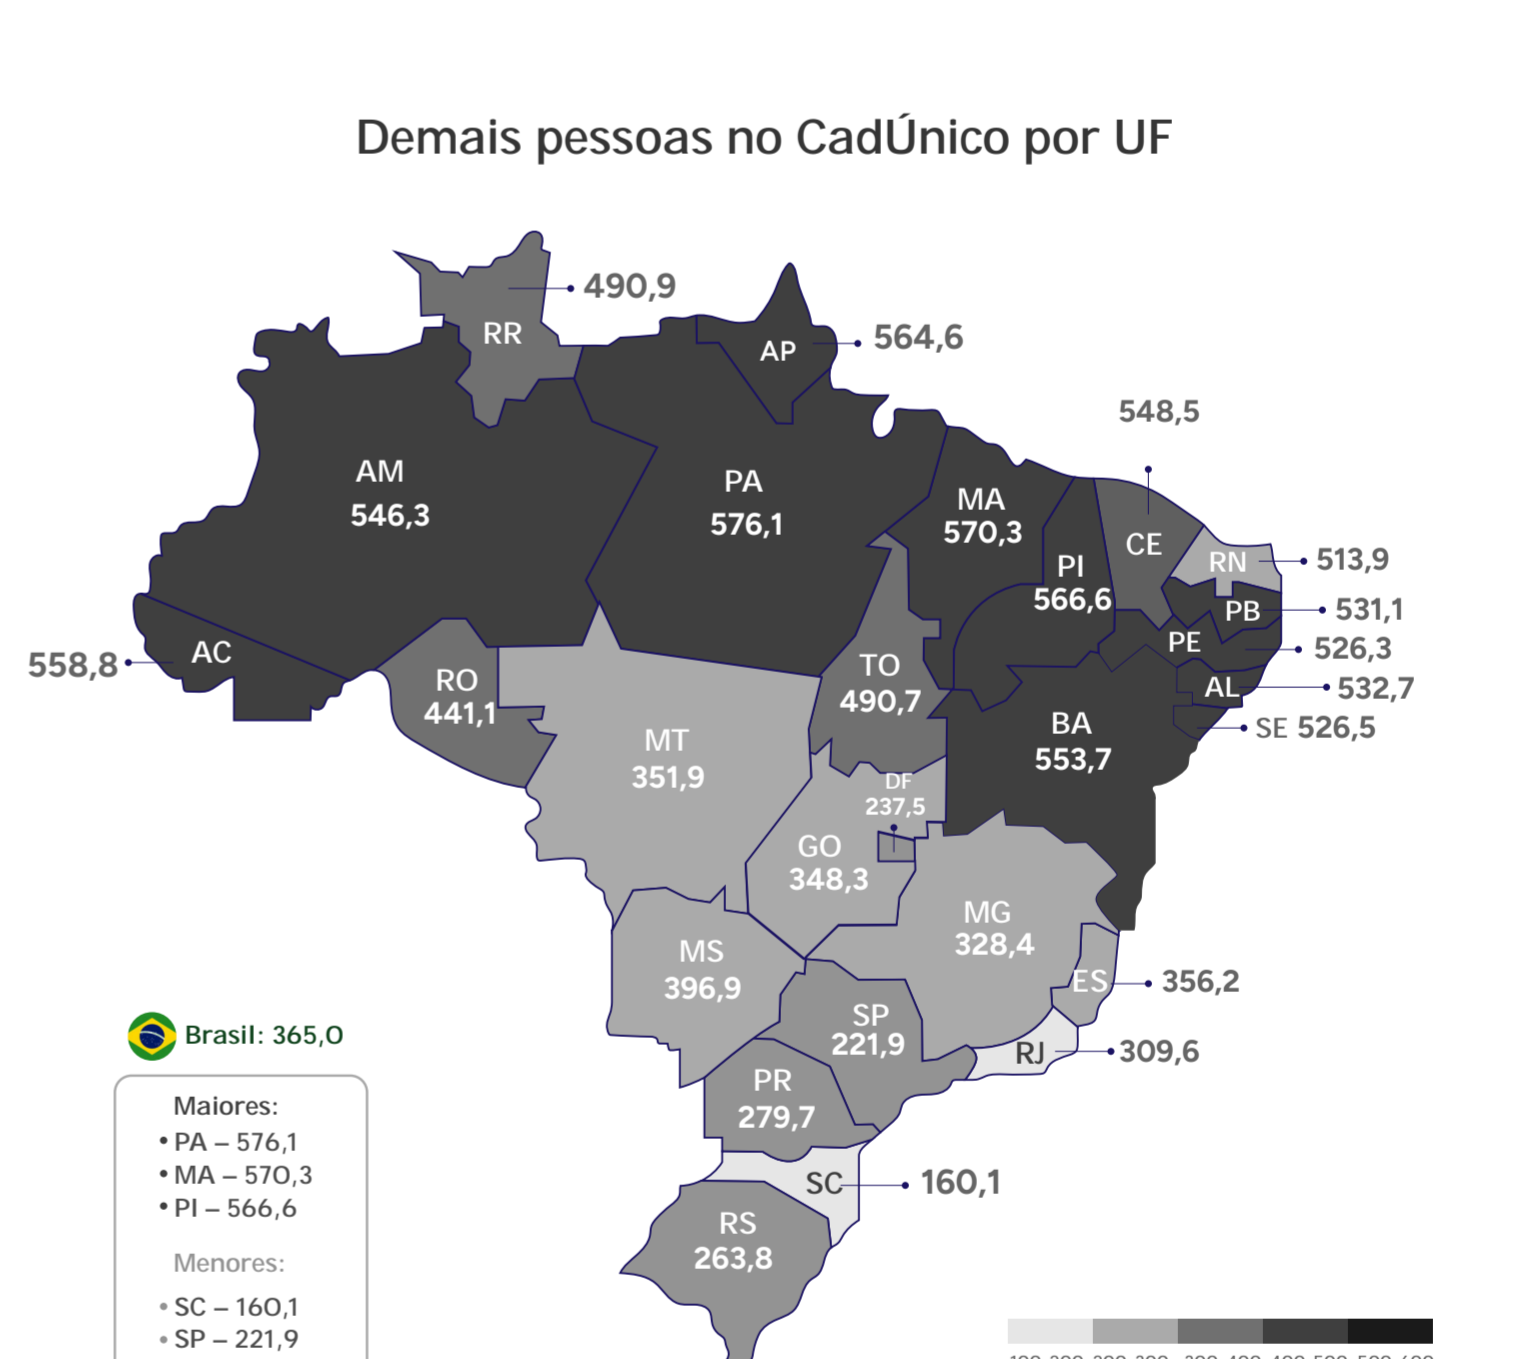 Demais pessoas no CadÚnico por UF
490,9
RR
AP
564,6
548,5
AM
546,3
PA
576,1
MA
570,3
CE
RN
513,9
PI
566,6
PB
531,1
PE
526,3
AC
558,8
RO
441,1
TO
490,7
AL
532,7
BA
553,7
SE 526,5
MT
351,9
DF
237,5
GO
348,3
MG
328,4
MS
396,9
ES
356,2
SP
221,9
RJ
309,6
Brasil: 365,0
PR
279,7
Maiores:
• PA – 576,1
• MA – 570,3
• PI – 566,6
SC
160,1
RS
263,8
Menores:
• SC – 160,1
• SP – 221,9